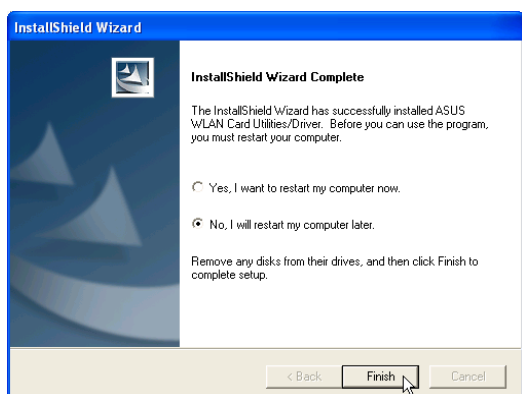 InstallShield Wizard
InstallShield Wizard Complete
The InstallShield Wizard has successfully installed ASUS
WLAN Card Utilities/Driver. Before you can use the program,
you must restart your computer.
Yes, I want to restart my computer now.
No, I will restart my computer later.
Remove any disks from their drives, and then click Finish to
complete setup.
< Back Finish Cancel